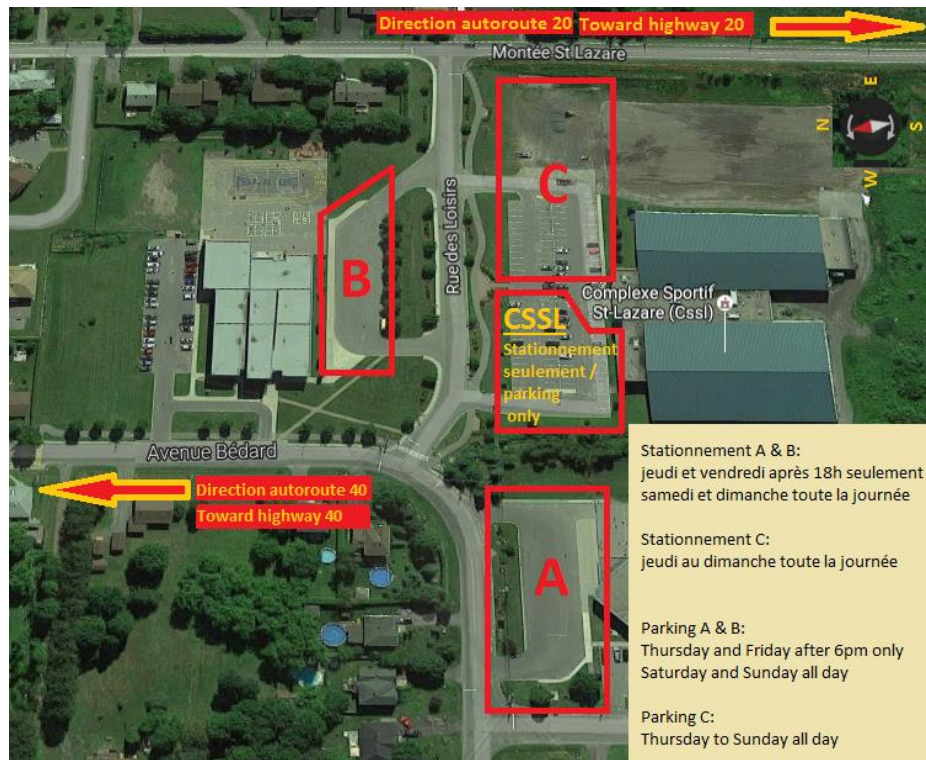 Direction autoroute 20 Toward highway 20
Montée St Lazare
E
N
S
W
C
Rue des Loisirs
B
Complexe Sportif
St-Lazare (Cssl)
CSSL
Stationnement
seulement /
parking
only
Avenue Bédard
Direction autoroute 40
Toward highway 40
A
Stationnement A & B:
jeudi et vendredi après 18h seulement
samedi et dimanche toute la journée
Stationnement C:
jeudi au dimanche toute la journée
Parking A & B:
Thursday and Friday after 6pm only
Saturday and Sunday all day
Parking C:
Thursday to Sunday all day